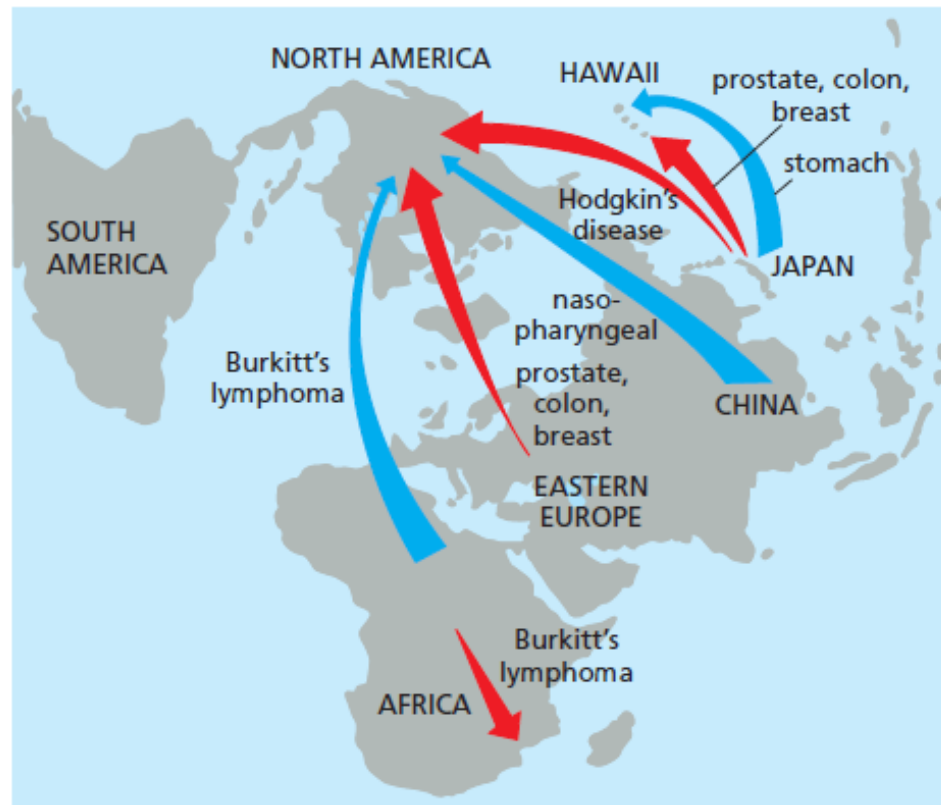 NORTH AMERICA
HAWAII
prostate, colon,
breast
stomach
Hodgkin's
disease
JAPAN
SOUTH
AMERICA
naso-
pharyngeal
Burkitt's
lymphoma
prostate,
colon,
breast
CHINA
EASTERN
EUROPE
Burkitt's
lymphoma
AFRICA